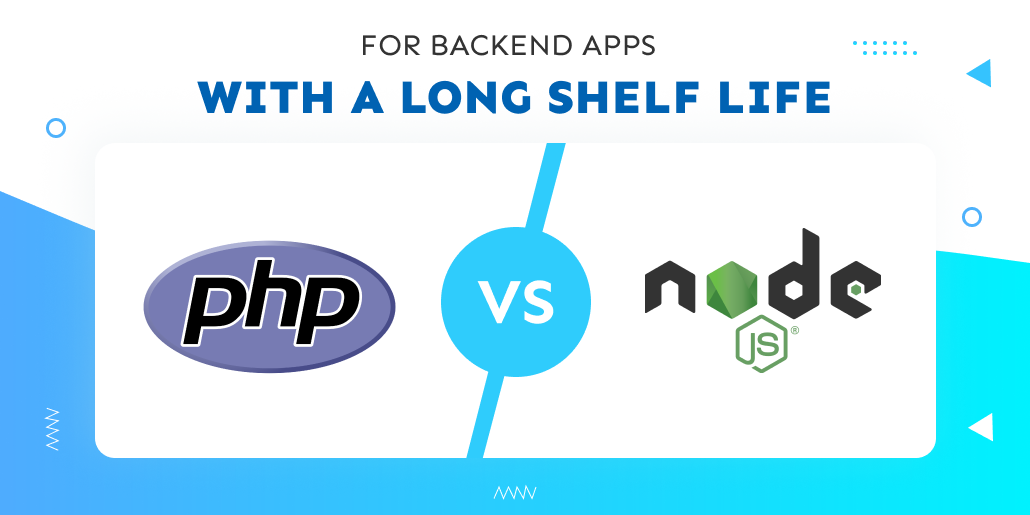 FOR BACKEND APPS
WITH A LONG SHELF LIFE
php
VS
node
JS®